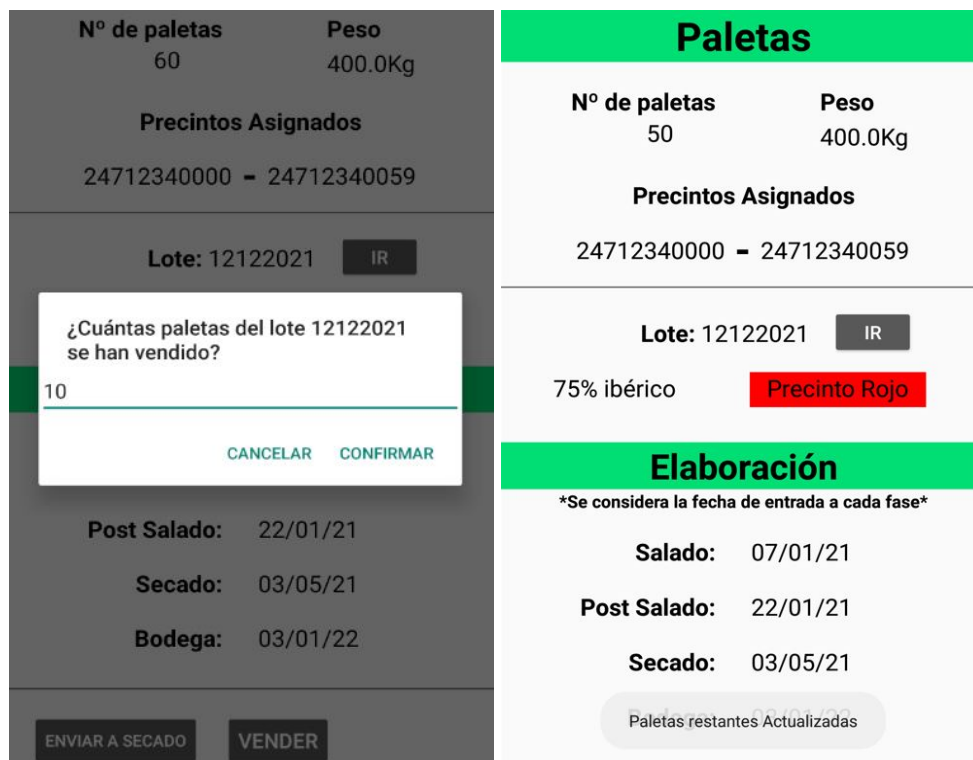 Nº de paletas Peso
60 400.0Kg
Precintos Asignados
24712340000 - 24712340059
Lote: 12122021 IR
¿Cuántas paletas del lote 12122021
se han vendido?
10
CANCELAR CONFIRMAR
Post Salado: 22/01/21
Secado: 03/05/21
Bodega: 03/01/22
ENVIAR A SECADO VENDER
Paletas
Nº de paletas Peso
50 400.0Kg
Precintos Asignados
24712340000 - 24712340059
Lote: 12122021 IR
75% ibérico Precinto Rojo
Elaboración
*Se considera la fecha de entrada a cada fase*
Salado: 07/01/21
Post Salado: 22/01/21
Secado: 03/05/21
Bodega: 03/01/22
Paletas restantes Actualizadas